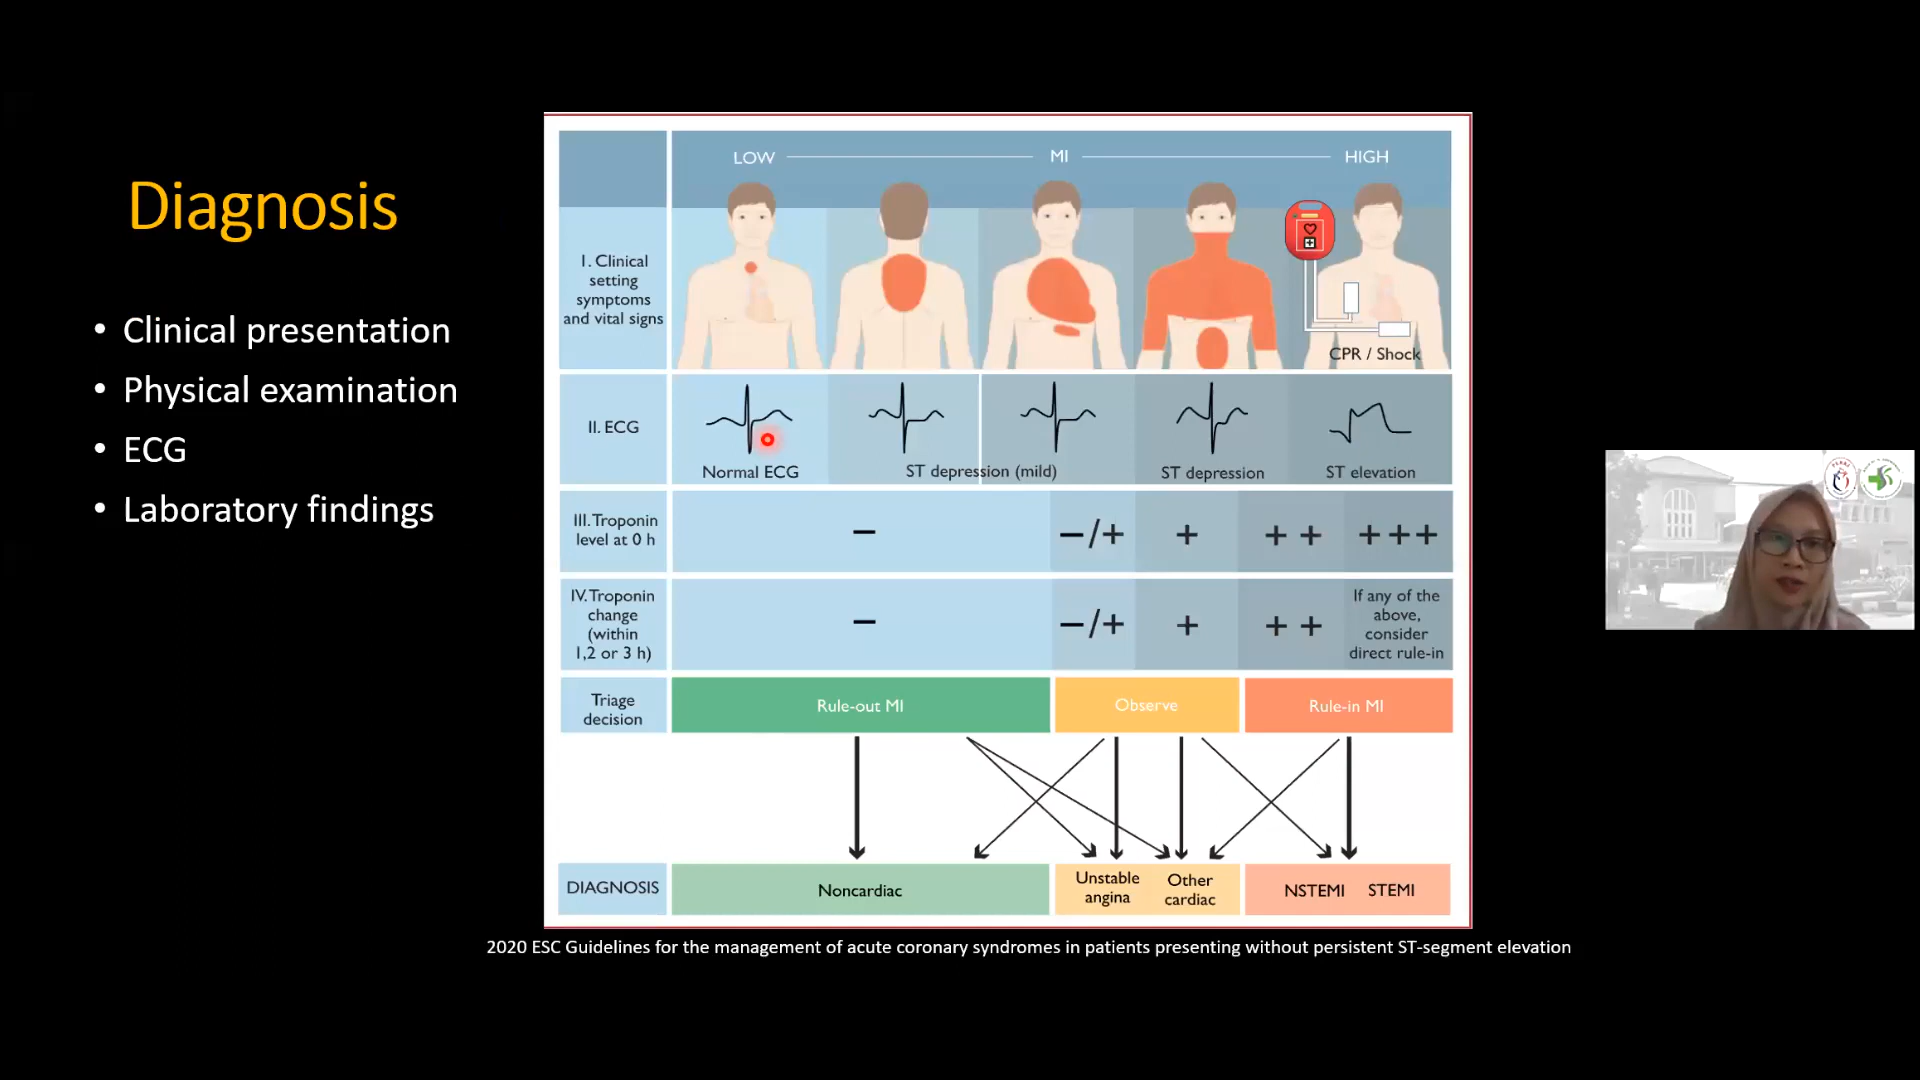 Diagnosis
• Clinical presentation
• Physical examination
• ECG
• Laboratory findings
LOW MI HIGH
I. Clinical
setting
symptoms
and vital signs
CPR / Shock
II. ECG
Normal ECG
ST depression (mild)
ST depression
ST elevation
III. Troponin
level at 0 h
– –/+ + + + + + +
IV. Troponin
change
(within
1,2 or 3 h)
– –/+ + + +
If any of the
above,
consider
direct rule-in
Triage
decision
Rule-out MI
Observe
Rule-in MI
DIAGNOSIS
Noncardiac
Unstable
angina
Other
cardiac
NSTEMI STEMI
2020 ESC Guidelines for the management of acute coronary syndromes in patients presenting without persistent ST-segment elevation